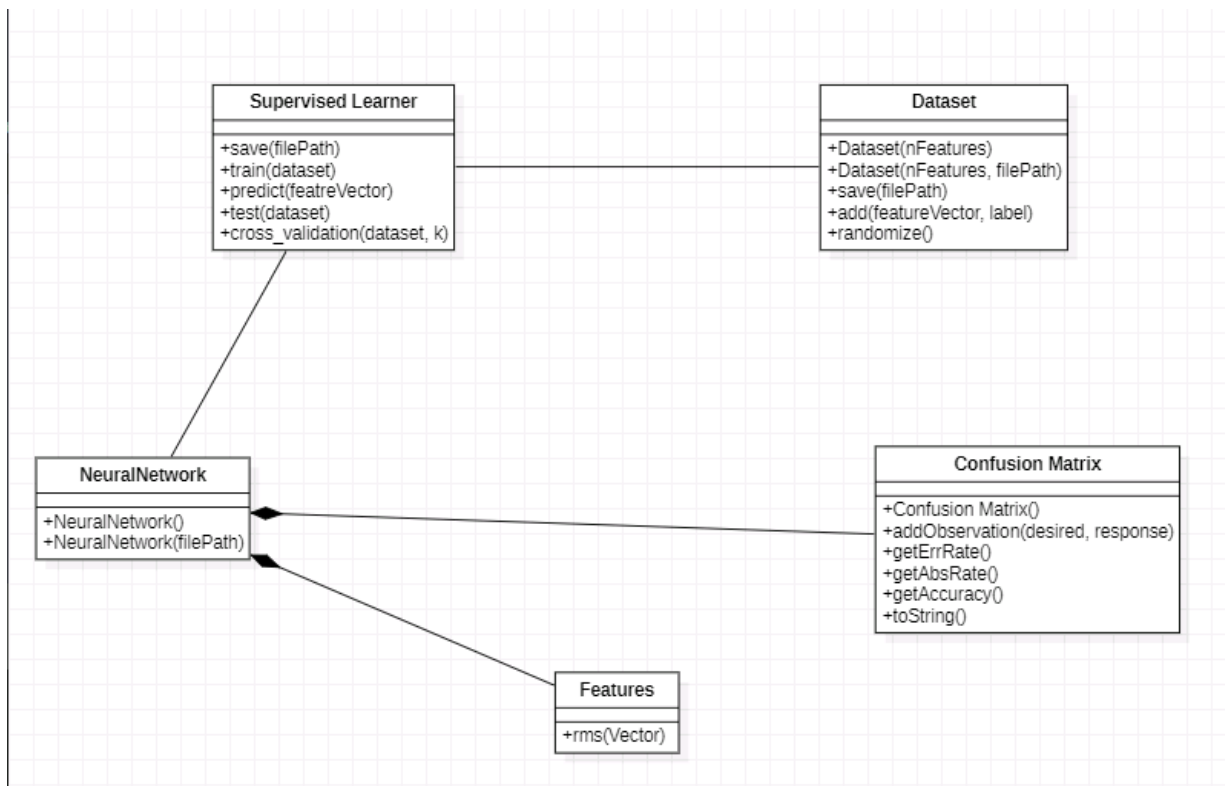 Supervised Learner
+save(filePath)
+train(dataset)
+predict(featreVector)
+test(dataset)
+cross_validation(dataset, k)
Dataset
+Dataset(nFeatures)
+Dataset(nFeatures, filePath)
+save(filePath)
+add(featureVector, label)
+randomize()
NeuralNetwork
+NeuralNetwork()
+NeuralNetwork(filePath)
Confusion Matrix
+Confusion Matrix()
+addObservation(desired, response)
+getErrRate()
+getAbsRate()
+getAccuracy()
+toString()
Features
+rms(Vector)